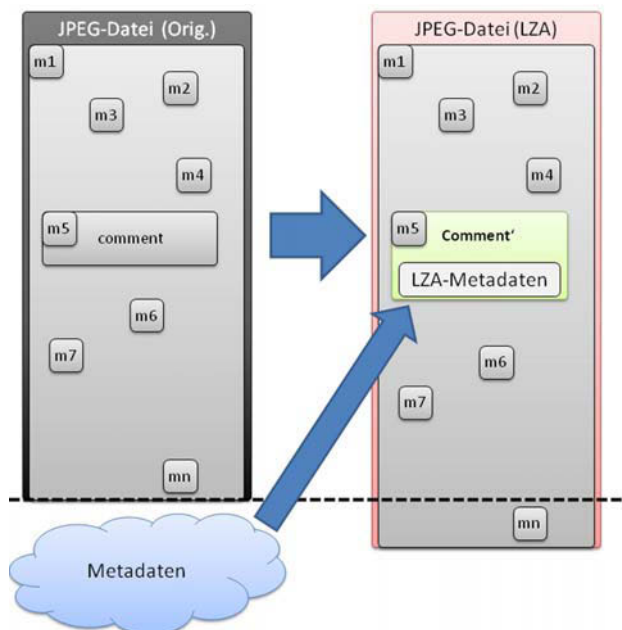 JPEG-Datei (Orig.)
m1
m2
m3
m4
m5
comment
m6
m7
mn
Metadaten
JPEG-Datei (LZA)
m1
m2
m3
m4
m5
Comment‘
LZA-Metadaten
m6
m7
mn